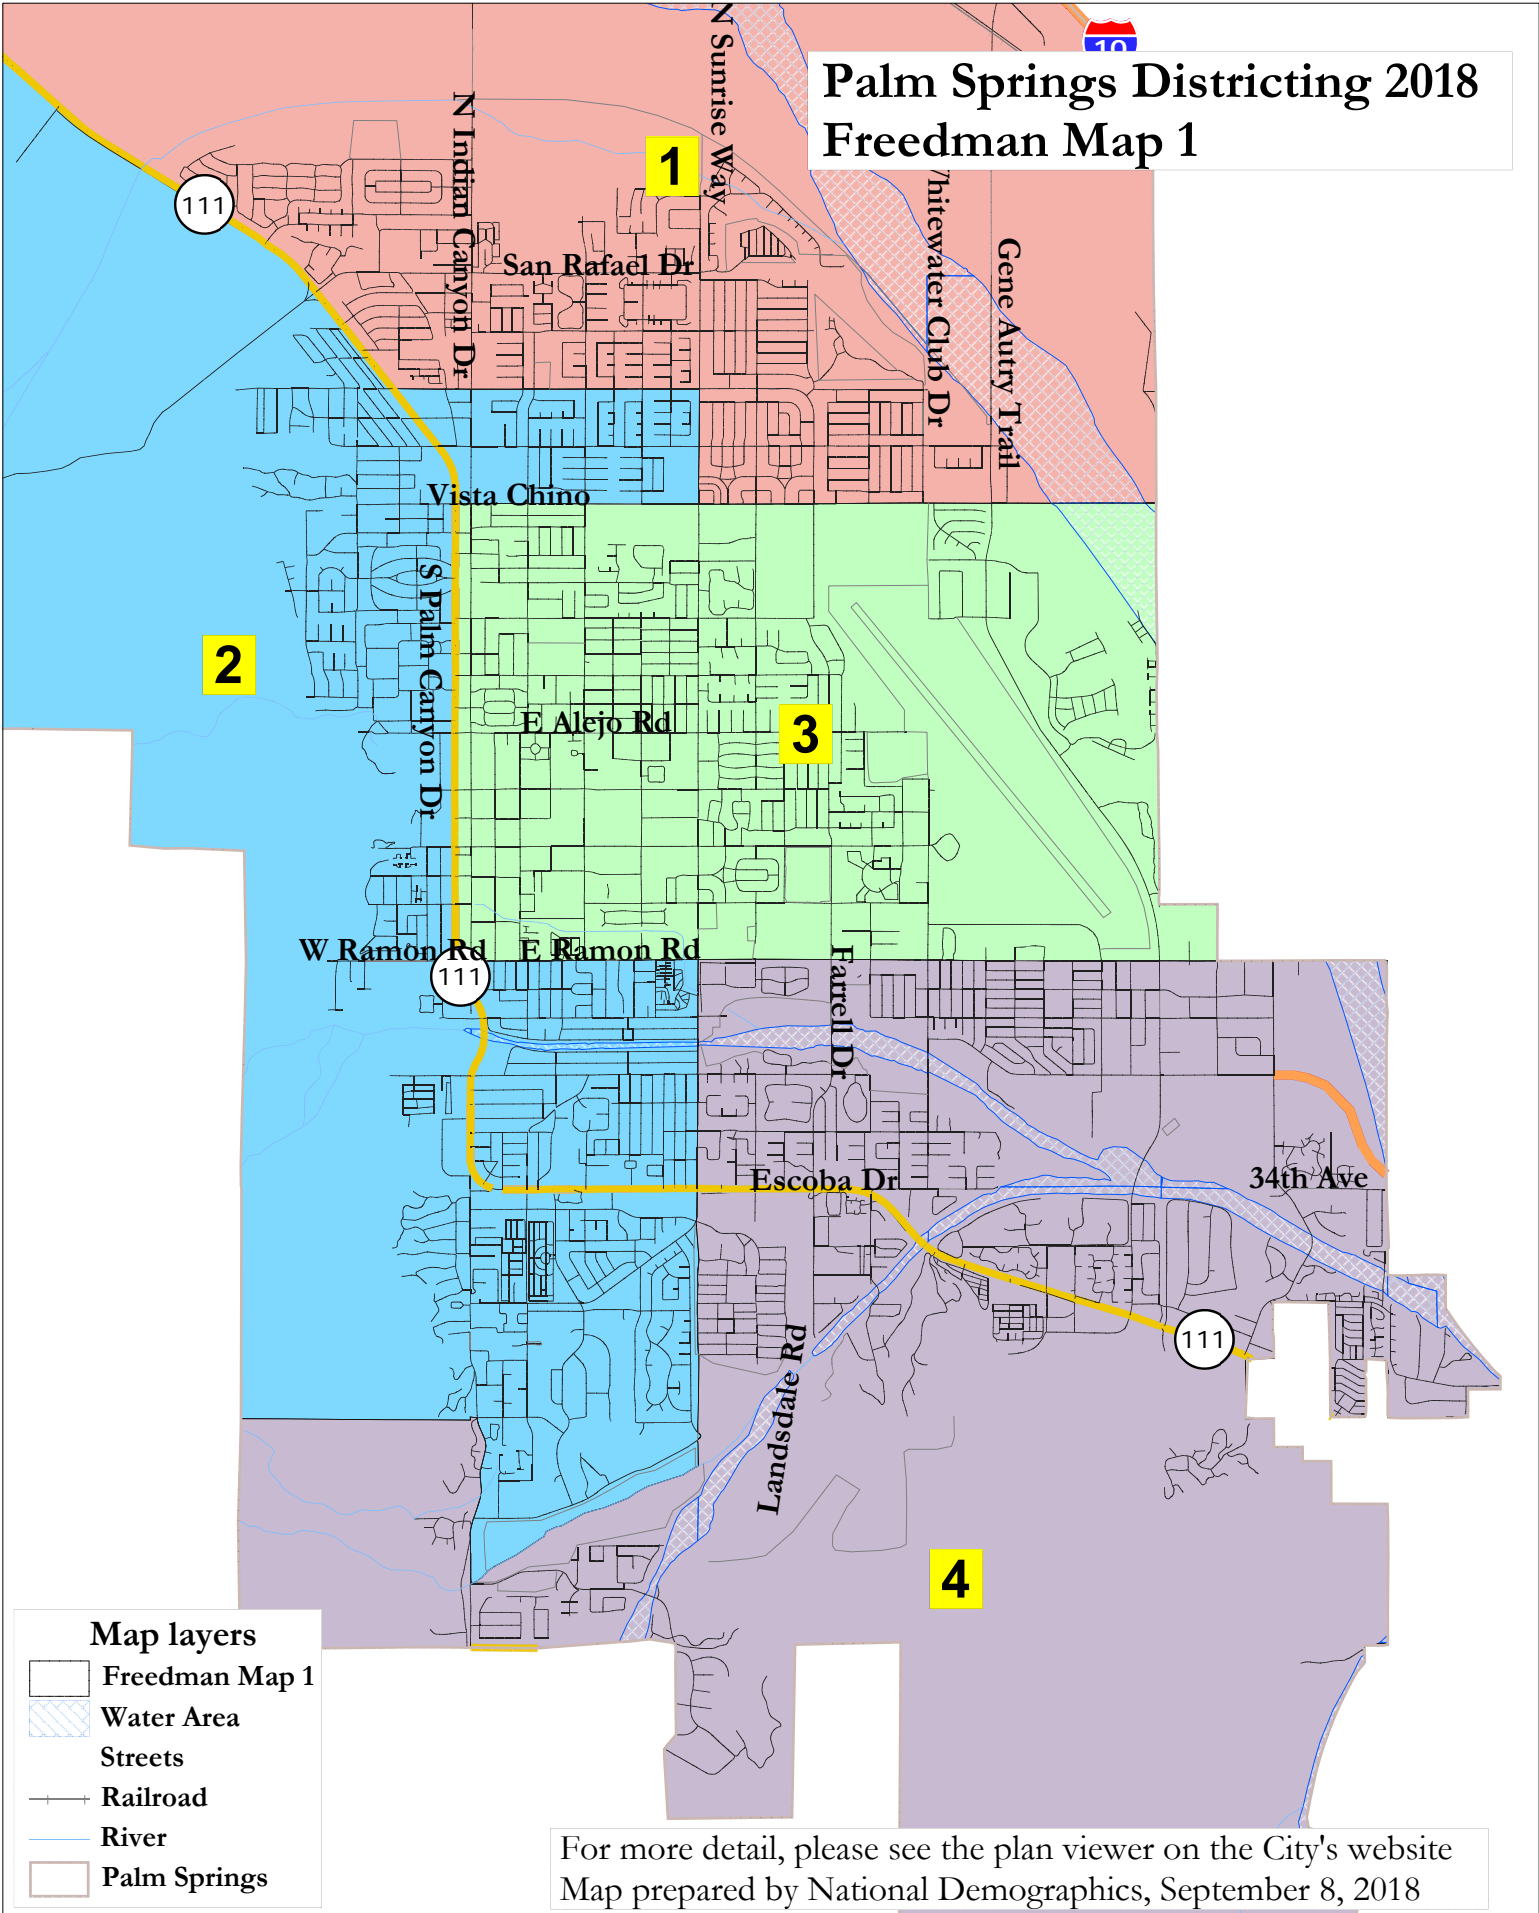 10
Palm Springs Districting 2018
Freedman Map 1
N Sunrise Way
N Indian Canyon Dr
1
111
San Rafael Dr
hitewater Club Dr
Gene Autry Trail
Vista Chino
S Palm Canyon Dr
2
E Alejo Rd
3
W Ramon Rd
E Ramon Rd
111
Farrell Dr
Escoba Dr
34th Ave
111
Landsdale Rd
4
Map layers
Freedman Map 1
Water Area
Streets
Railroad
River
Palm Springs
For more detail, please see the plan viewer on the City's website
Map prepared by National Demographics, September 8, 2018